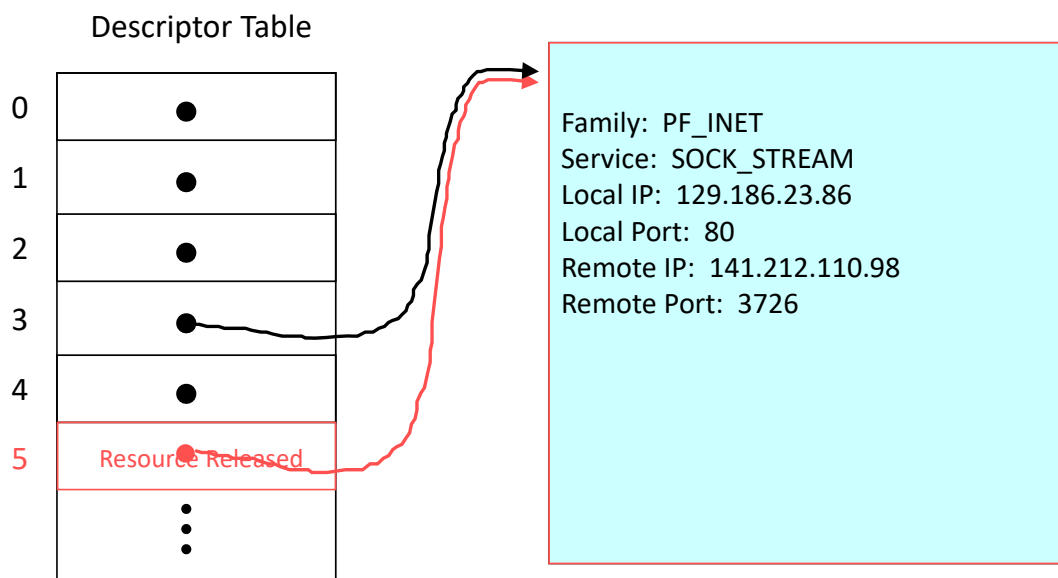 Descriptor Table
0
1
2
3
4
5
Resource Released
Family: PF_INET
Service: SOCK_STREAM
Local IP: 129.186.23.86
Local Port: 80
Remote IP: 141.212.110.98
Remote Port: 3726